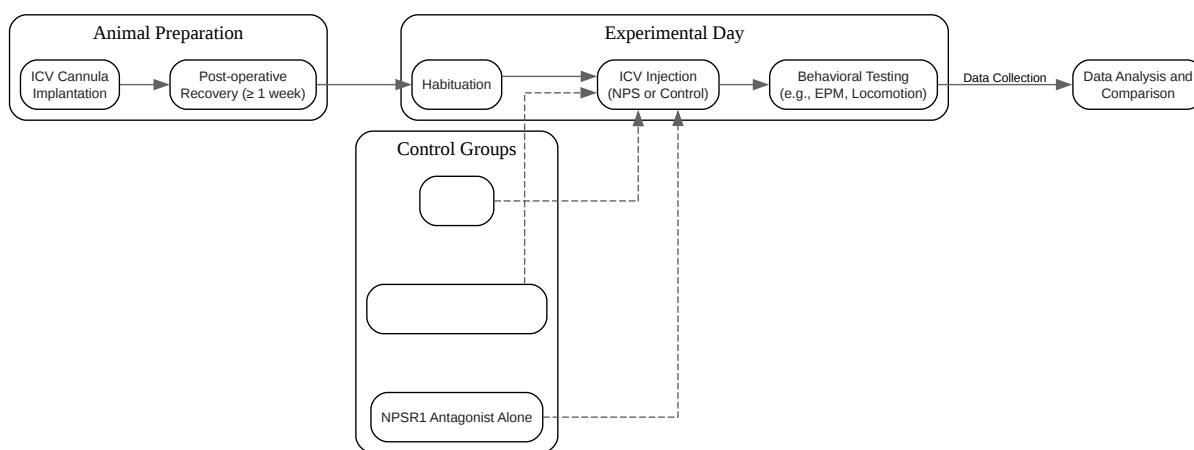 Animal Preparation
ICV Cannula
Implantation
Post-operative
Recovery (≥ 1 week)
Experimental Day
Habituation
ICV Injection
(NPS or Control)
Behavioral Testing
(e.g., EPM, Locomotion)
Data Collection
Data Analysis and
Comparison
Control Groups
NPSR1 Antagonist Alone